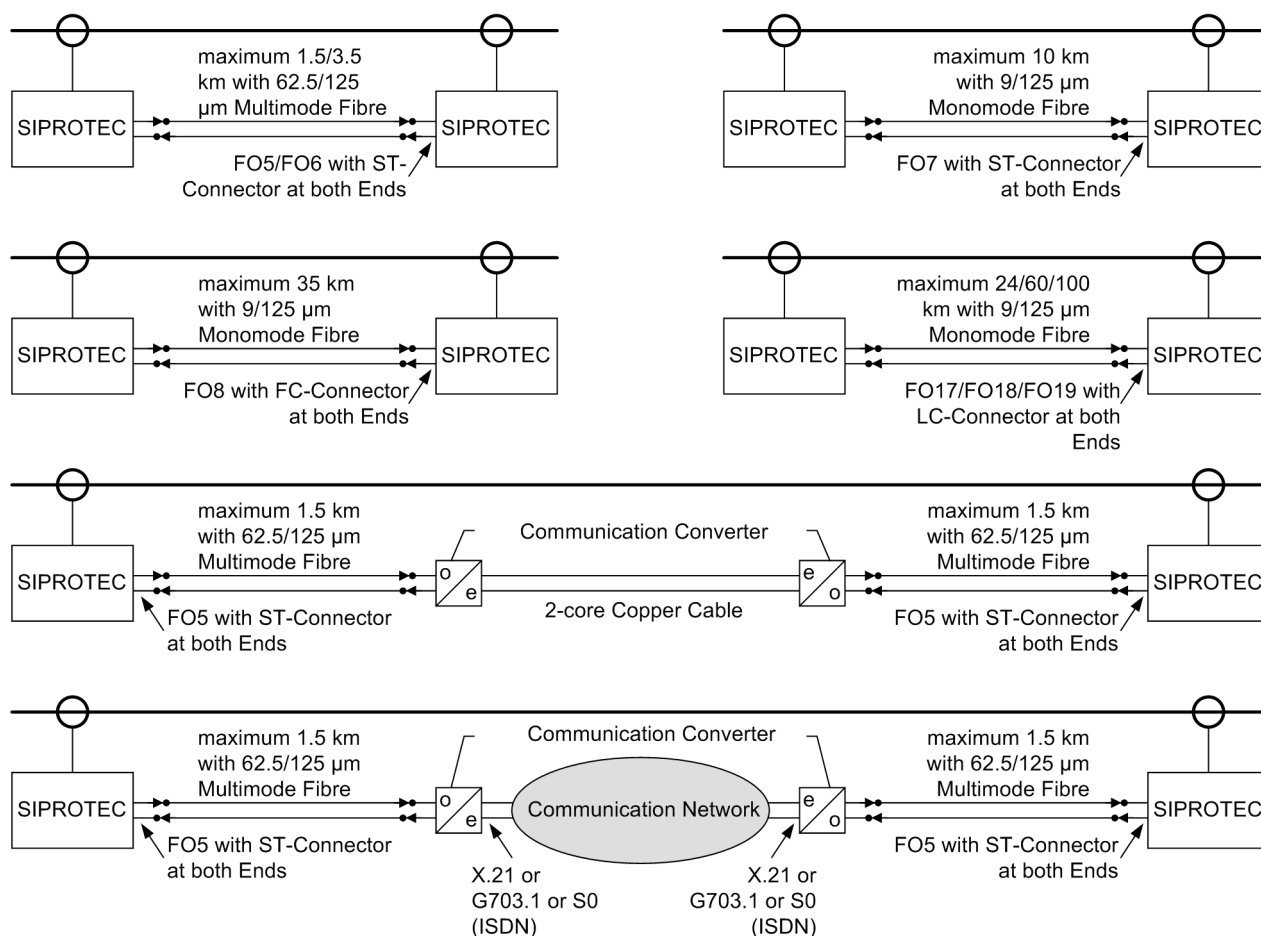 maximum 1.5/3.5
km with 62.5/125
µm Multimode Fibre
SIPROTEC
SIPROTEC
FO5/FO6 with ST-
Connector at both Ends
maximum 10 km
with 9/125 µm
Monomode Fibre
SIPROTEC
SIPROTEC
FO7 with ST-Connector
at both Ends
maximum 35 km
with 9/125 µm
Monomode Fibre
SIPROTEC
SIPROTEC
FO8 with FC-Connector
at both Ends
maximum 24/60/100
km with 9/125 µm
Monomode Fibre
SIPROTEC
SIPROTEC
FO17/FO18/FO19 with
LC-Connector at both
Ends
maximum 1.5 km
with 62.5/125 µm
Multimode Fibre
SIPROTEC
FO5 with ST-Connector
at both Ends
Communication Converter
o
e
2-core Copper Cable
e
o
maximum 1.5 km
with 62.5/125 µm
Multimode Fibre
SIPROTEC
FO5 with ST-Connector
at both Ends
maximum 1.5 km
with 62.5/125 µm
Multimode Fibre
SIPROTEC
FO5 with ST-Connector
at both Ends
Communication Converter
o
e
Communication Network
e
o
X.21 or
G703.1 or S0
(ISDN)
X.21 or
G703.1 or S0
(ISDN)
maximum 1.5 km
with 62.5/125 µm
Multimode Fibre
SIPROTEC
FO5 with ST-Connector
at both Ends